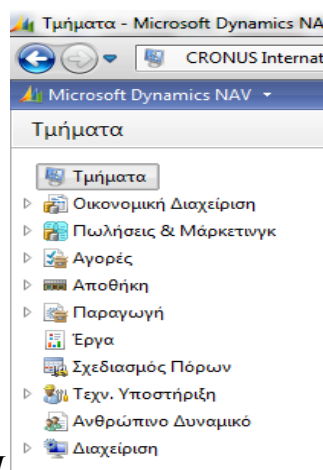 Τμήματα - Microsoft Dynamics NA
CRONUS Internat
Microsoft Dynamics NAV
Τμήματα
Τμήματα
Οικονομική Διαχείριση
Πωλήσεις & Μάρκετινγκ
Αγορές
Αποθήκη
Παραγωγή
Έργα
Σχεδιασμός Πόρων
Τεχν. Υποστήριξη
Ανθρώπινο Δυναμικό
Διαχείριση